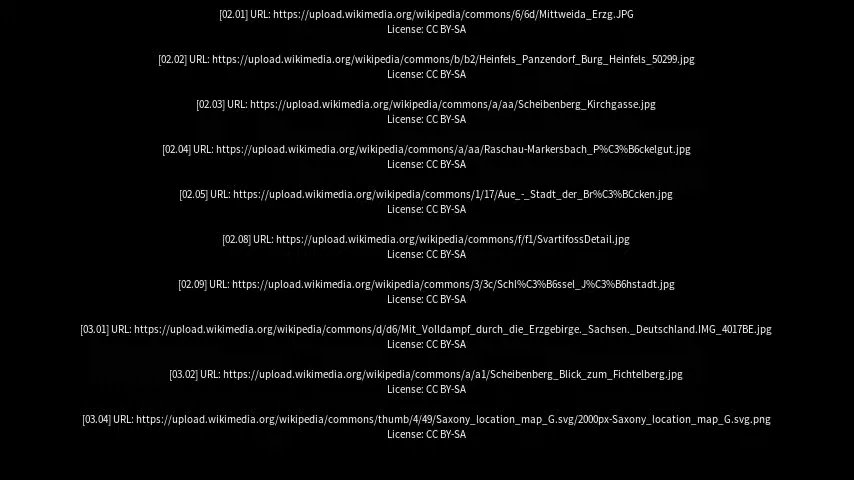 [02.01] URL: https://upload.wikimedia.org/wikipedia/commons/6/6d/Mittweida_Erzg.JPG
License: CC BY-SA
[02.02] URL: https://upload.wikimedia.org/wikipedia/commons/b/b2/Heinfels_Panzendorf_Burg_Heinfels_50299.jpg
License: CC BY-SA
[02.03] URL: https://upload.wikimedia.org/wikipedia/commons/a/aa/Scheibenberg_Kirchgasse.jpg
License: CC BY-SA
[02.04] URL: https://upload.wikimedia.org/wikipedia/commons/a/aa/Raschau-Markersbach_P%C3%B6ckelgut.jpg
License: CC BY-SA
[02.05] URL: https://upload.wikimedia.org/wikipedia/commons/1/17/Aue_-_Stadt_der_Br%C3%BCcken.jpg
License: CC BY-SA
[02.08] URL: https://upload.wikimedia.org/wikipedia/commons/f/f1/SvartifossDetail.jpg
License: CC BY-SA
[02.09] URL: https://upload.wikimedia.org/wikipedia/commons/3/3c/Schl%C3%B6ssel_J%C3%B6hstadt.jpg
License: CC BY-SA
[03.01] URL: https://upload.wikimedia.org/wikipedia/commons/d/d6/Mit_Volldampf_durch_die_Erzgebirge._Sachsen._Deutschland.IMG_4017BE.jpg
License: CC BY-SA
[03.02] URL: https://upload.wikimedia.org/wikipedia/commons/a/a1/Scheibenberg_Blick_zum_Fichtelberg.jpg
License: CC BY-SA
[03.04] URL: https://upload.wikimedia.org/wikipedia/commons/thumb/4/49/Saxony_location_map_G.svg/2000px-Saxony_location_map_G.svg.png
License: CC BY-SA